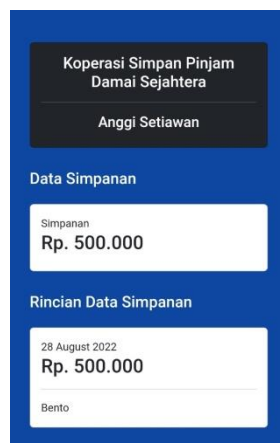 Koperasi Simpan Pinjam
Damai Sejahtera
Anggi Setiawan
Data Simpanan
Simpanan
Rp. 500.000
Rincian Data Simpanan
28 August 2022
Rp. 500.000
Bento